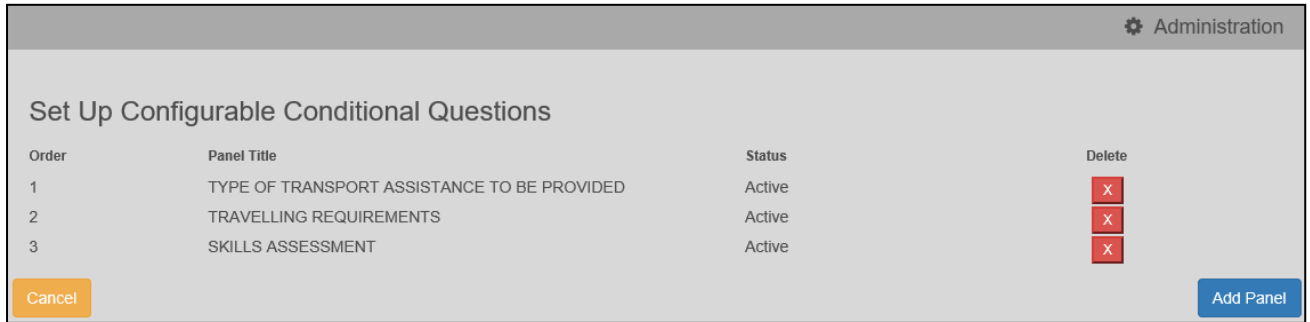 Administration
Set Up Configurable Conditional Questions
Order Panel Title Status Delete
1 TYPE OF TRANSPORT ASSISTANCE TO BE PROVIDED Active X
2 TRAVELLING REQUIREMENTS Active X
3 SKILLS ASSESSMENT Active X
Cancel Add Panel